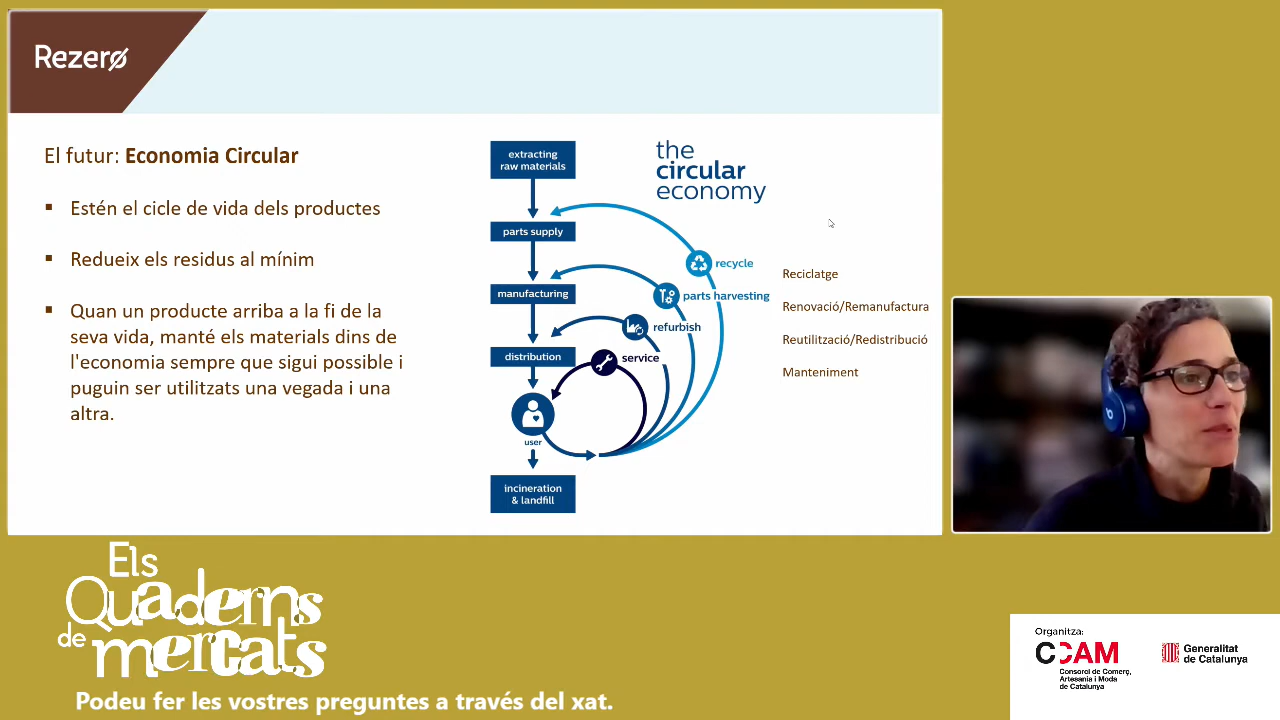 Rezero
El futur: Economia Circular
▪ Estén el cicle de vida dels productes
▪ Redueix els residus al mínim
▪ Quan un producte arriba a la fi de la
seva vida, manté els materials dins de
l'economia sempre que sigui possible i
puguin ser utilitzats una vegada i una
altra.
the
circular
economy
extracting
raw materials
parts supply
manufacturing
distribution
user
incineration
& landfill
recycle
parts harvesting
refurbish
service
Reciclatge
Renovació/Remanufactura
Reutilització/Redistribució
Manteniment
Els
Quaderns
de mercats
Podeu fer les vostres preguntes a través del xat.
Organitza:
CCAM
Consorci de Comerç,
Artesania i Moda
de Catalunya
Generalitat
de Catalunya